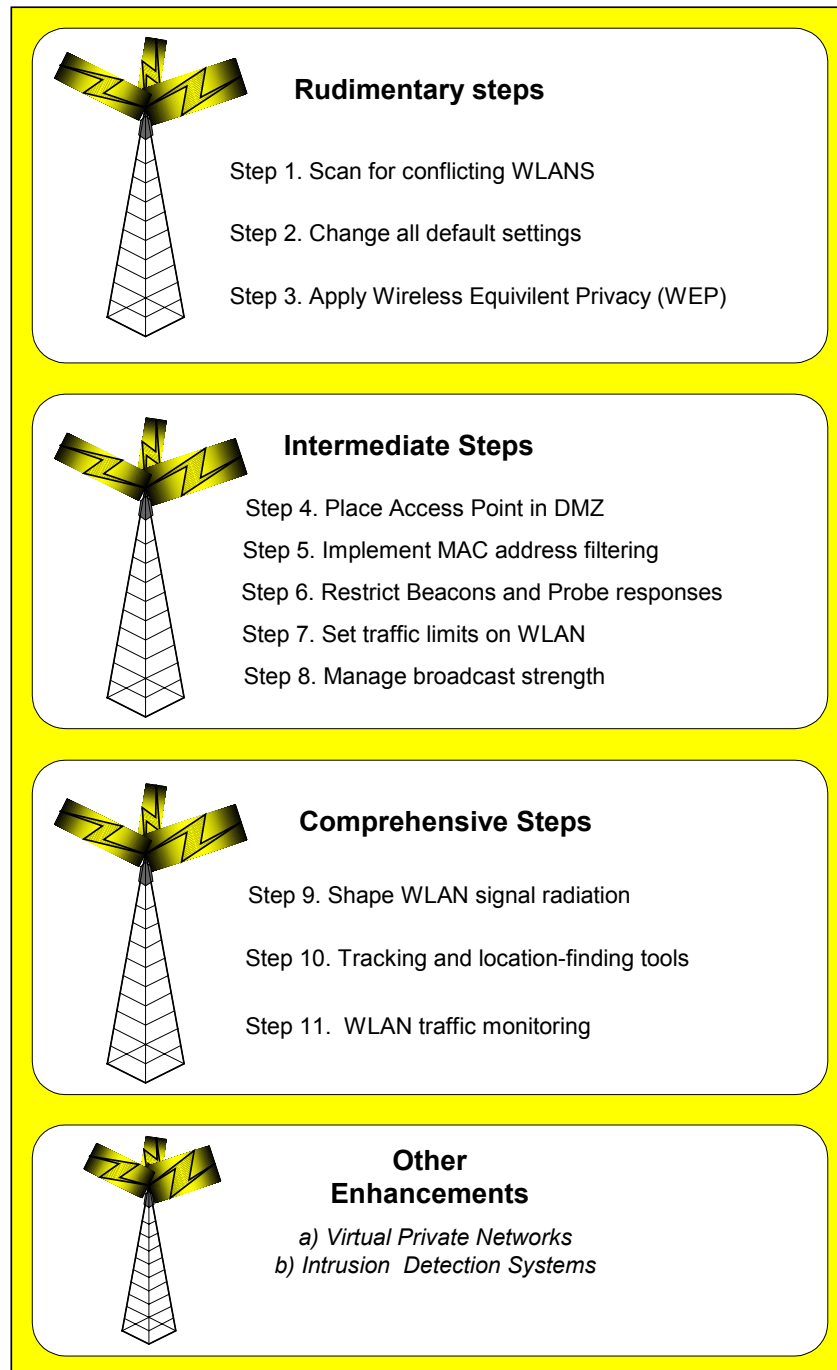 Rudimentary steps
Step 1. Scan for conflicting WLANS
Step 2. Change all default settings
Step 3. Apply Wireless Equivilent Privacy (WEP)
Intermediate Steps
Step 4. Place Access Point in DMZ
Step 5. Implement MAC address filtering
Step 6. Restrict Beacons and Probe responses
Step 7. Set traffic limits on WLAN
Step 8. Manage broadcast strength
Comprehensive Steps
Step 9. Shape WLAN signal radiation
Step 10. Tracking and location-finding tools
Step 11. WLAN traffic monitoring
Other
Enhancements
a) Virtual Private Networks
b) Intrusion Detection Systems